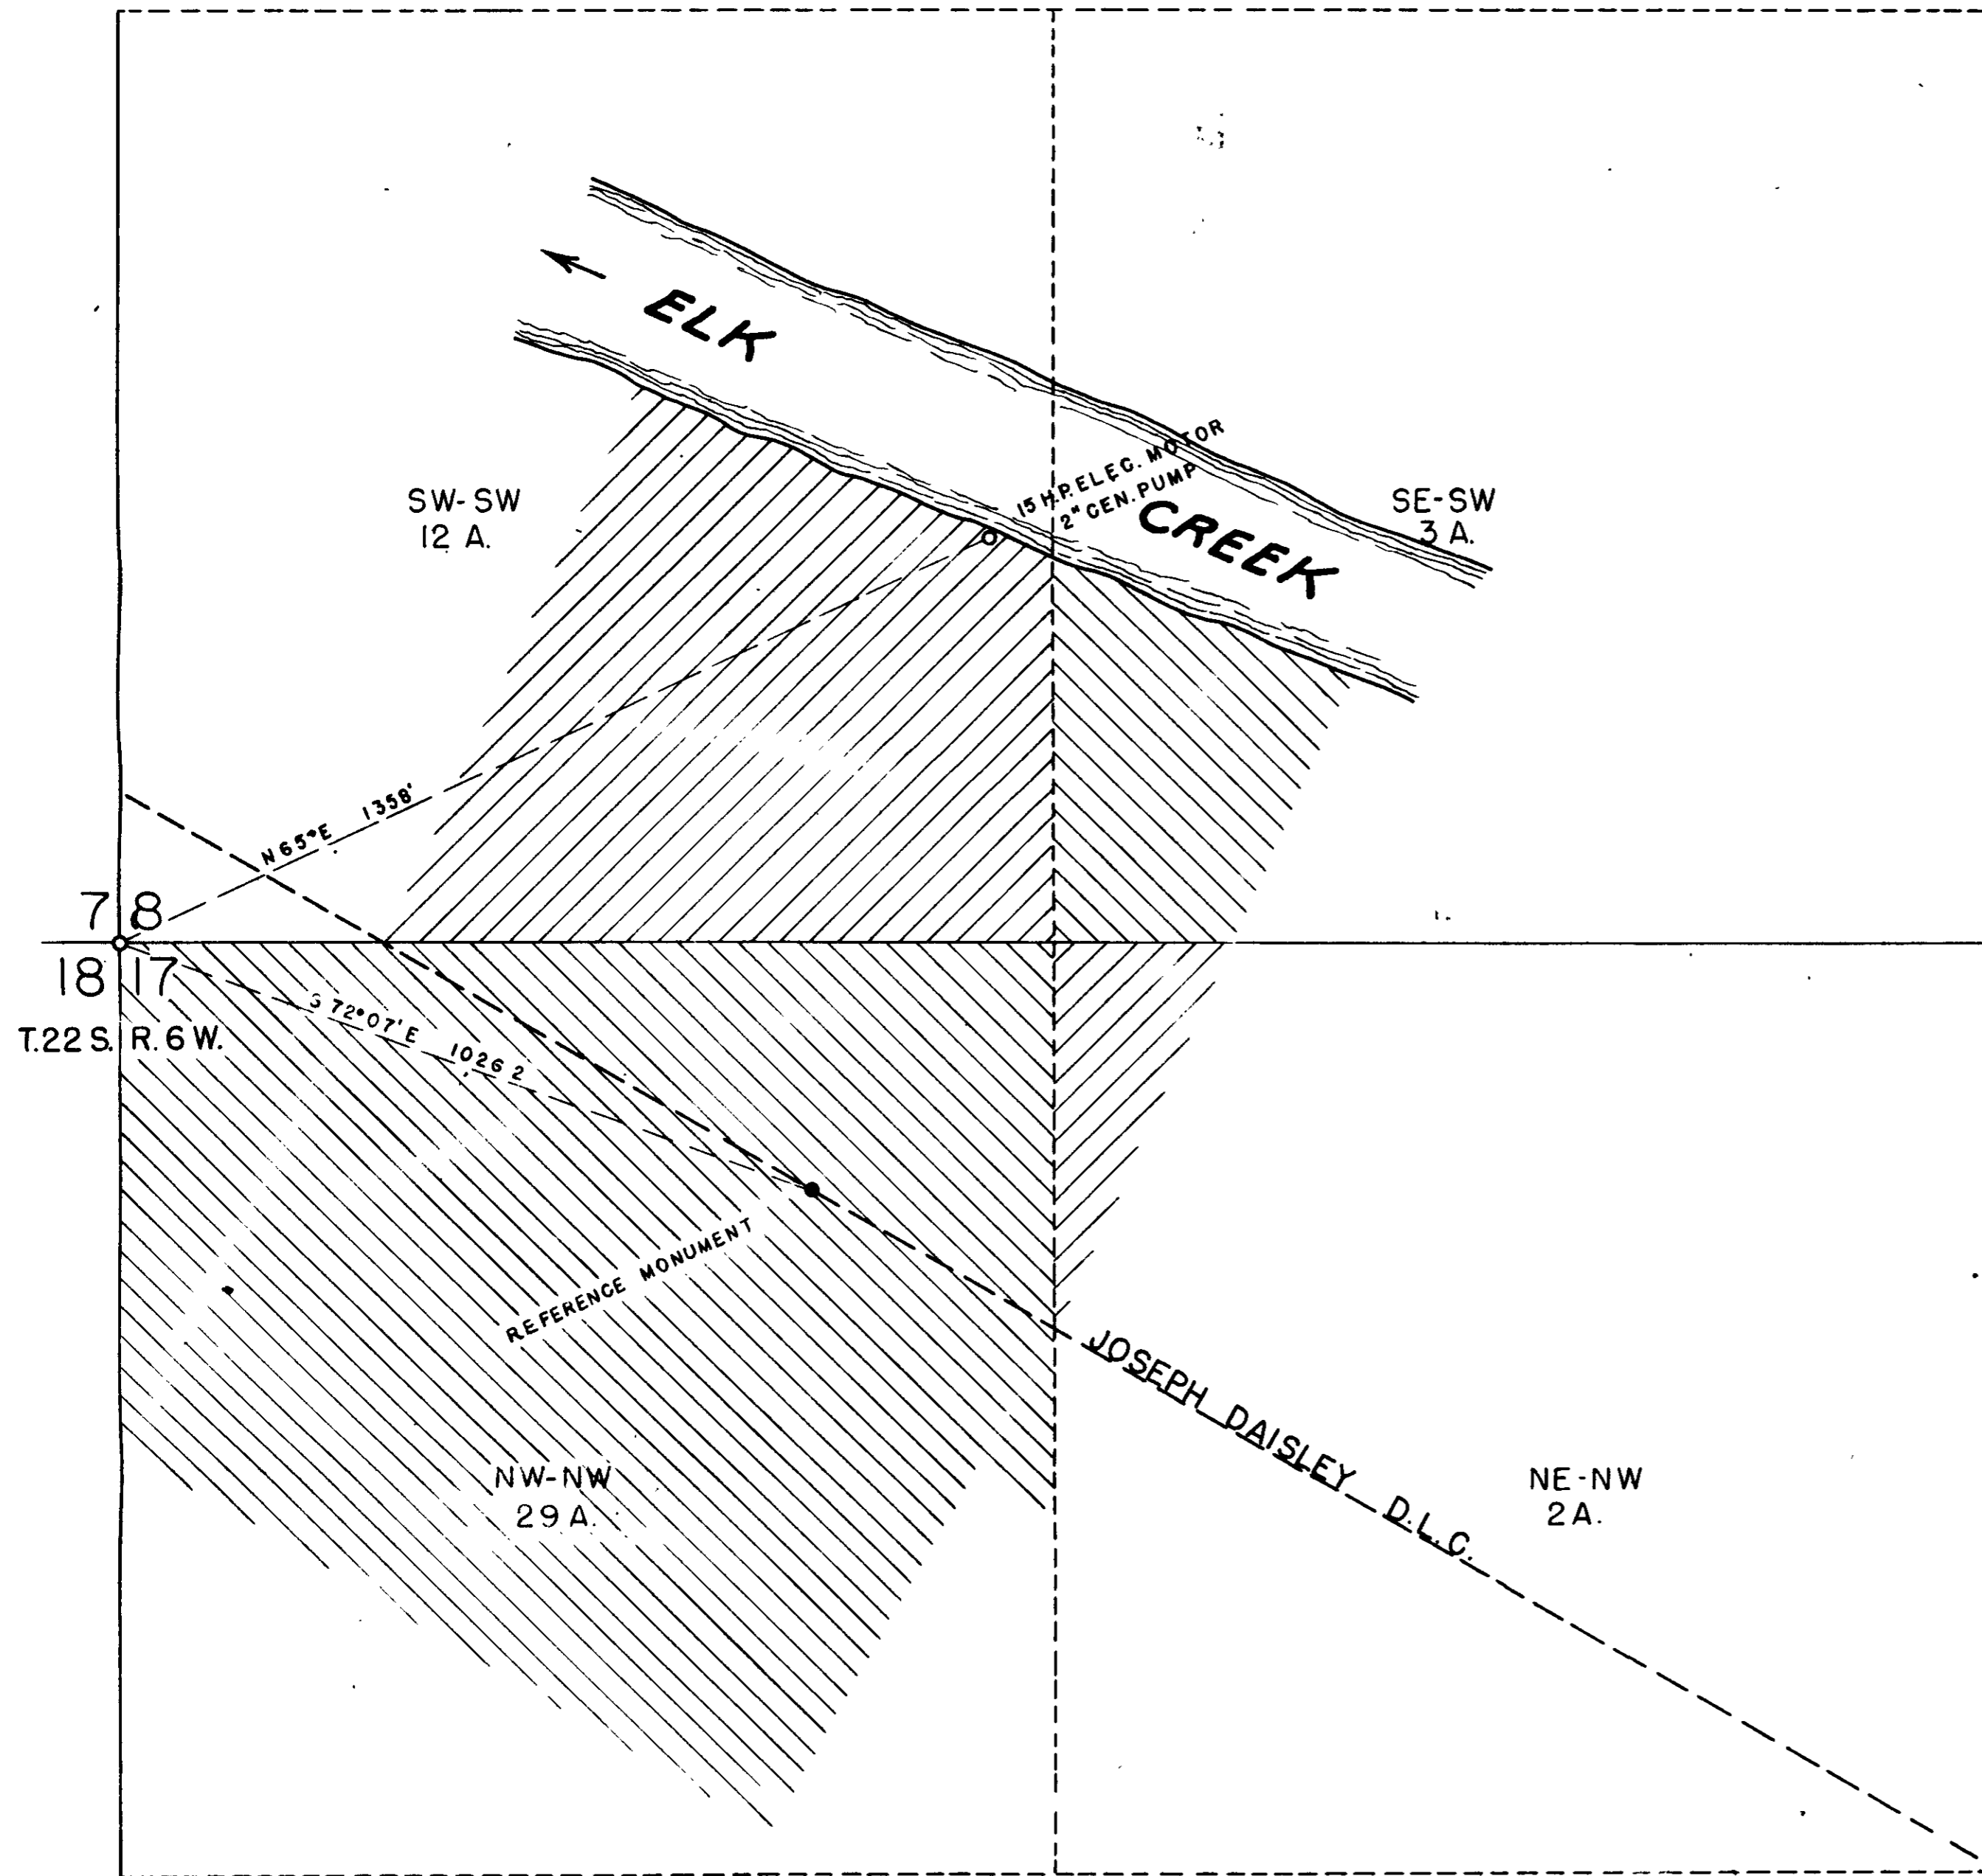 ELK
CREEK
15 H.P. ELEC. MOTOR
2" CEN. PUMP
SW-SW
12 A.
SE-SW
3 A.
N 65°E 1358'
7 8
18 17
T.22 S. R. 6 W.
S 72°07' E 1026 2
REFERENCE MONUMENT
JOSEPH DAISLEY D.L.C.
NW-NW
29 A.
NE-NW
2 A.